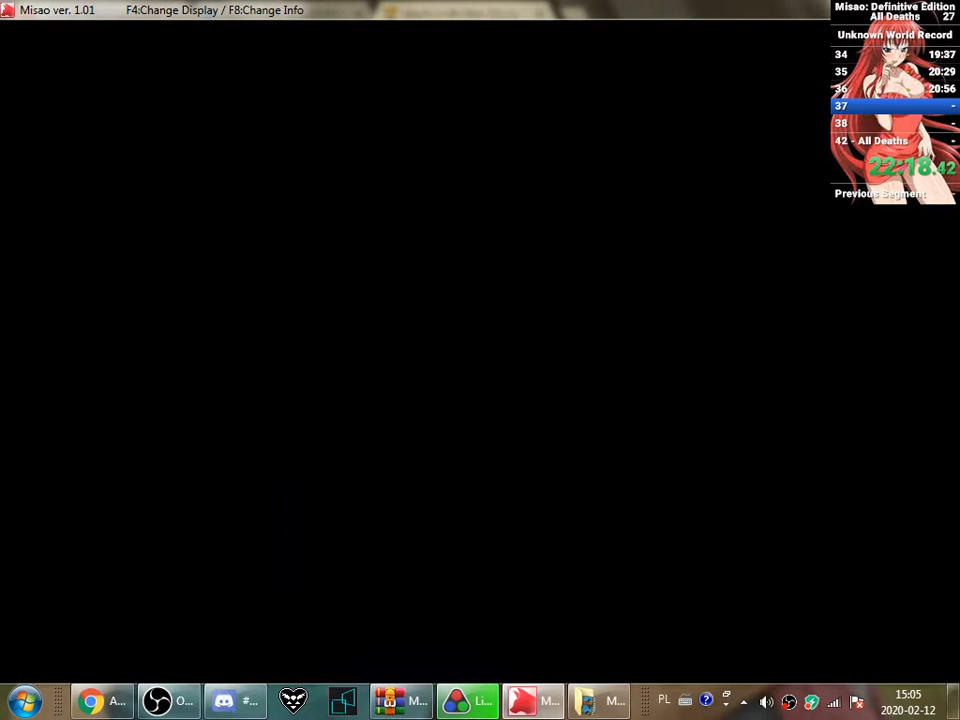 Misao ver. 1.01 F4:Change Display / F8:Change Info
Misao: Definitive Edition
All Deaths 27
Unknown World Record
34 19:37
35 20:29
36 20:56
37 -
38 -
42 - All Deaths -
22:18.42
Previous Segment -
A...
O...
#...
M...
Li...
M...
M...
PL
15:05
2020-02-12